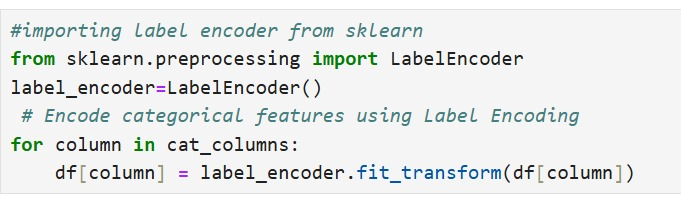 #importing label encoder from sklearn
from sklearn.preprocessing import LabelEncoder
label_encoder=LabelEncoder()
 # Encode categorical features using Label Encoding
for column in cat_columns:
    df[column] = label_encoder.fit_transform(df[column])